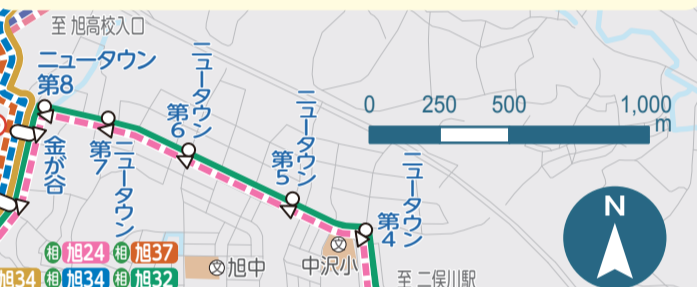 至 旭高校入口
ニュータウン
第8
ニュータウン
第6
ニュータウン
第5
ニュータウン
第7
ニュータウン
第4
金が谷
0 250 500 1,000
m
N
相 旭24 相 旭37
旭34 相 旭34 相 旭32
文 旭中
文
中沢小
至 二俣川駅